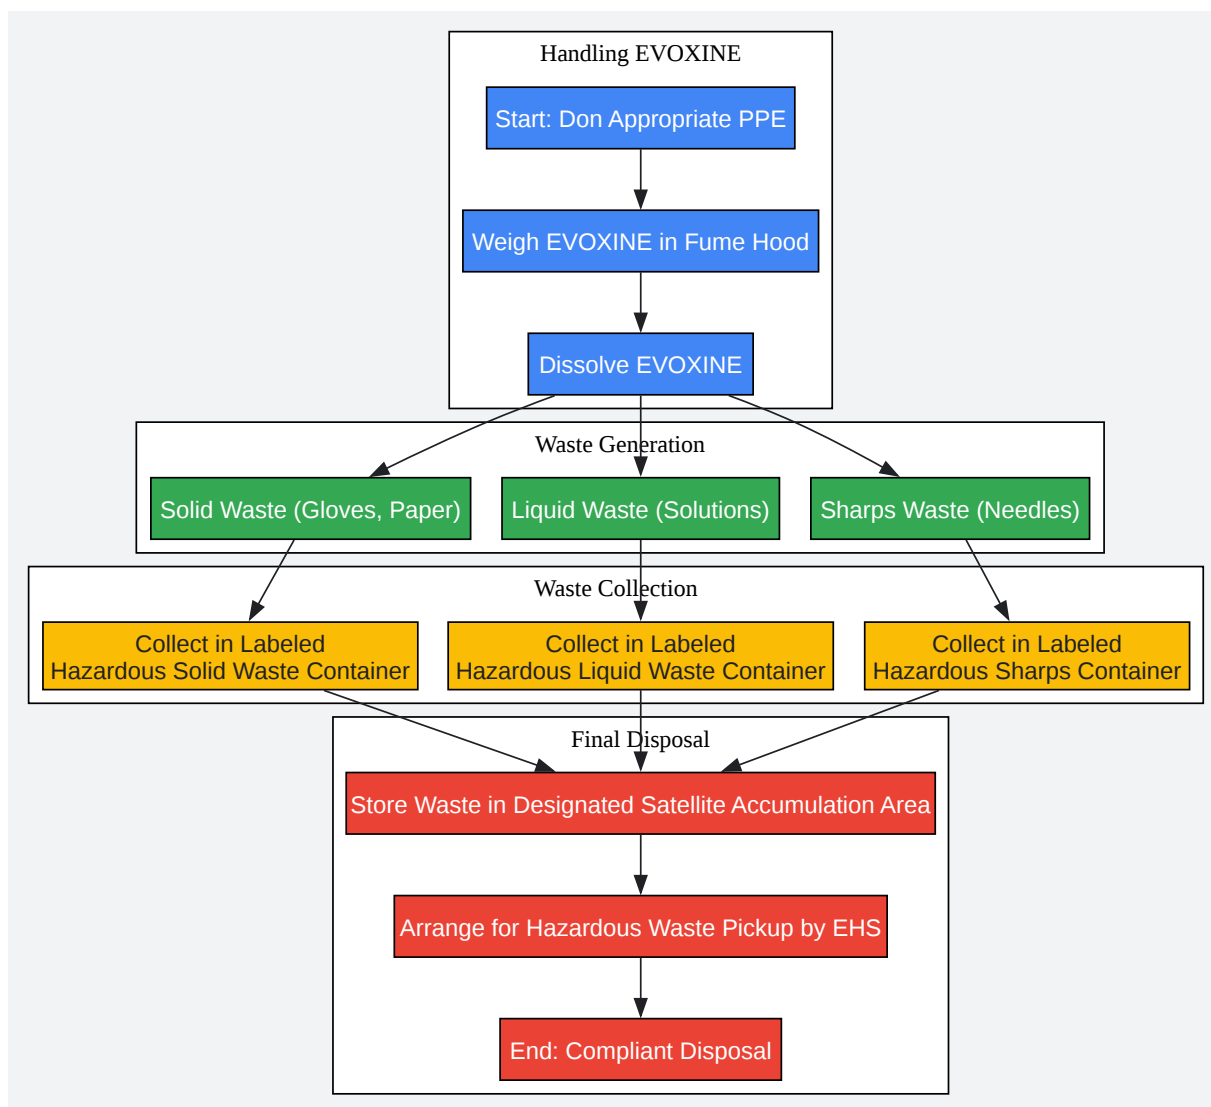 Handling EVOXINE
Start: Don Appropriate PPE
Weigh EVOXINE in Fume Hood
Dissolve EVOXINE
Waste Generation
Solid Waste (Gloves, Paper)
Liquid Waste (Solutions)
Sharps Waste (Needles)
Waste Collection
Collect in Labeled
Hazardous Solid Waste Container
Collect in Labeled
Hazardous Liquid Waste Container
Collect in Labeled
Hazardous Sharps Container
Final Disposal
Store Waste in Designated Satellite Accumulation Area
Arrange for Hazardous Waste Pickup by EHS
End: Compliant Disposal